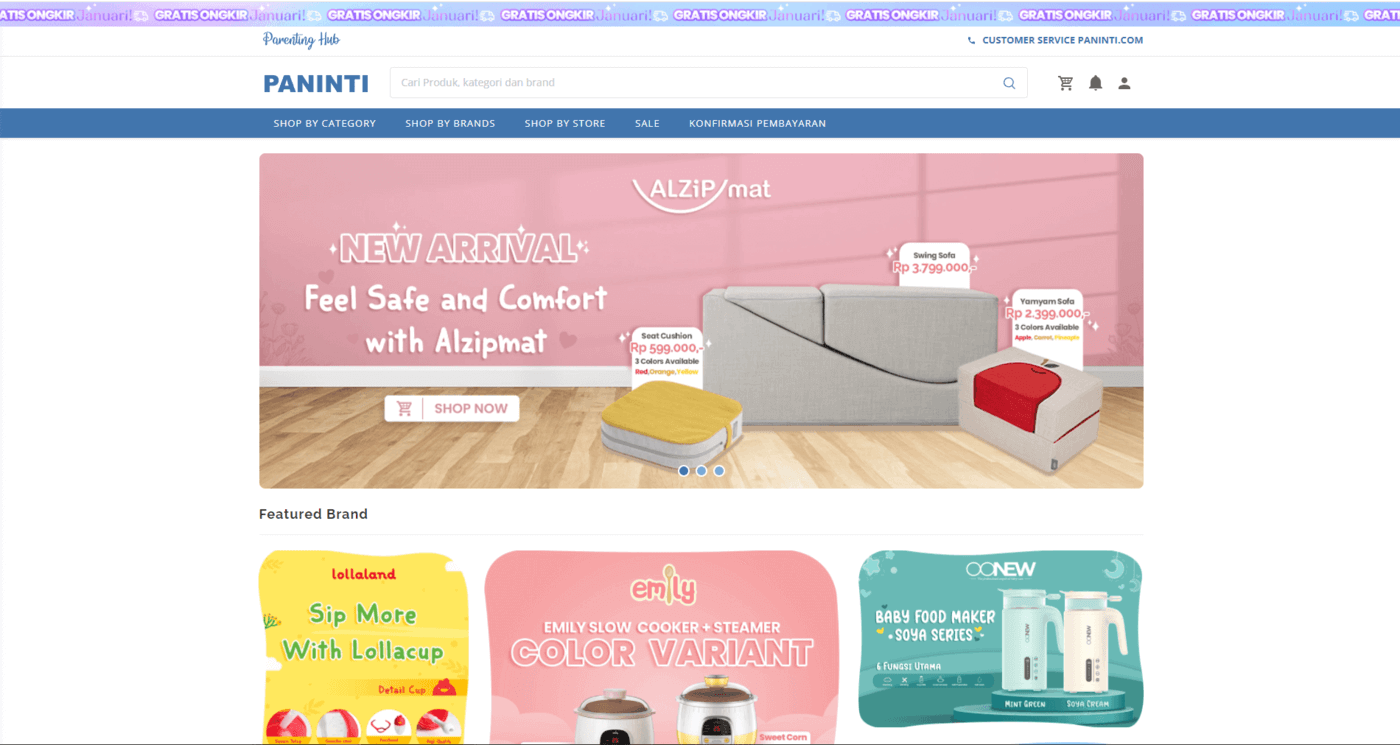 ATIS ONGKIR Januari! GRATIS ONGKIR Januari! GRATIS ONGKIR Januari! GRATIS ONGKIR Januari! GRATIS ONGKIR Januari! GRATIS ONGKIR Januari! GRATIS ONGKIR Januari! GRATIS ONGKIR Januari! GRAT
Parenting Hub
CUSTOMER SERVICE PANINTI.COM
PANINTI
Cari Produk, kategori dan brand
SHOP BY CATEGORY SHOP BY BRANDS SHOP BY STORE SALE KONFIRMASI PEMBAYARAN
ALZiPmat
NEW ARRIVAL
Feel Safe and Comfort
with Alzipmat
SHOP NOW
Swing Sofa
Rp 3.799.000,-
Yamyam Sofa
Rp 2.399.000,-
3 Colors Available
Apple, Carrot, Pineapple
Seat Cushion
Rp 599.000,-
3 Colors Available
Red,Orange,Yellow
Featured Brand
lollaland
Sip More
With Lollacup
Detail Cup
emily
EMILY SLOW COOKER + STEAMER
COLOR VARIANT
Sweet Corn
OONEW
BABY FOOD MAKER
SOYA SERIES
6 FUNGSI UTAMA
OONEW
OONEW
MINT GREEN
SOYA CREAM